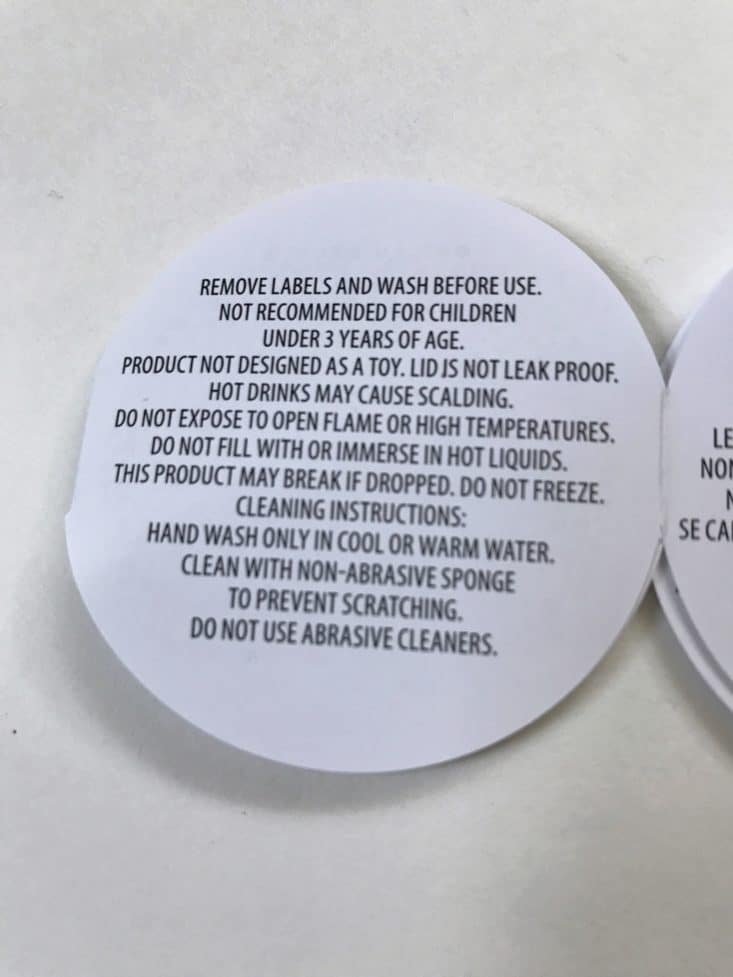 REMOVE LABELS AND WASH BEFORE USE.
NOT RECOMMENDED FOR CHILDREN
UNDER 3 YEARS OF AGE.
PRODUCT NOT DESIGNED AS A TOY. LID IS NOT LEAK PROOF.
HOT DRINKS MAY CAUSE SCALDING.
DO NOT EXPOSE TO OPEN FLAME OR HIGH TEMPERATURES.
DO NOT FILL WITH OR IMMERSE IN HOT LIQUIDS.
THIS PRODUCT MAY BREAK IF DROPPED. DO NOT FREEZE.
CLEANING INSTRUCTIONS:
HAND WASH ONLY IN COOL OR WARM WATER.
CLEAN WITH NON-ABRASIVE SPONGE
TO PREVENT SCRATCHING.
DO NOT USE ABRASIVE CLEANERS.
LE
NON
SE CA